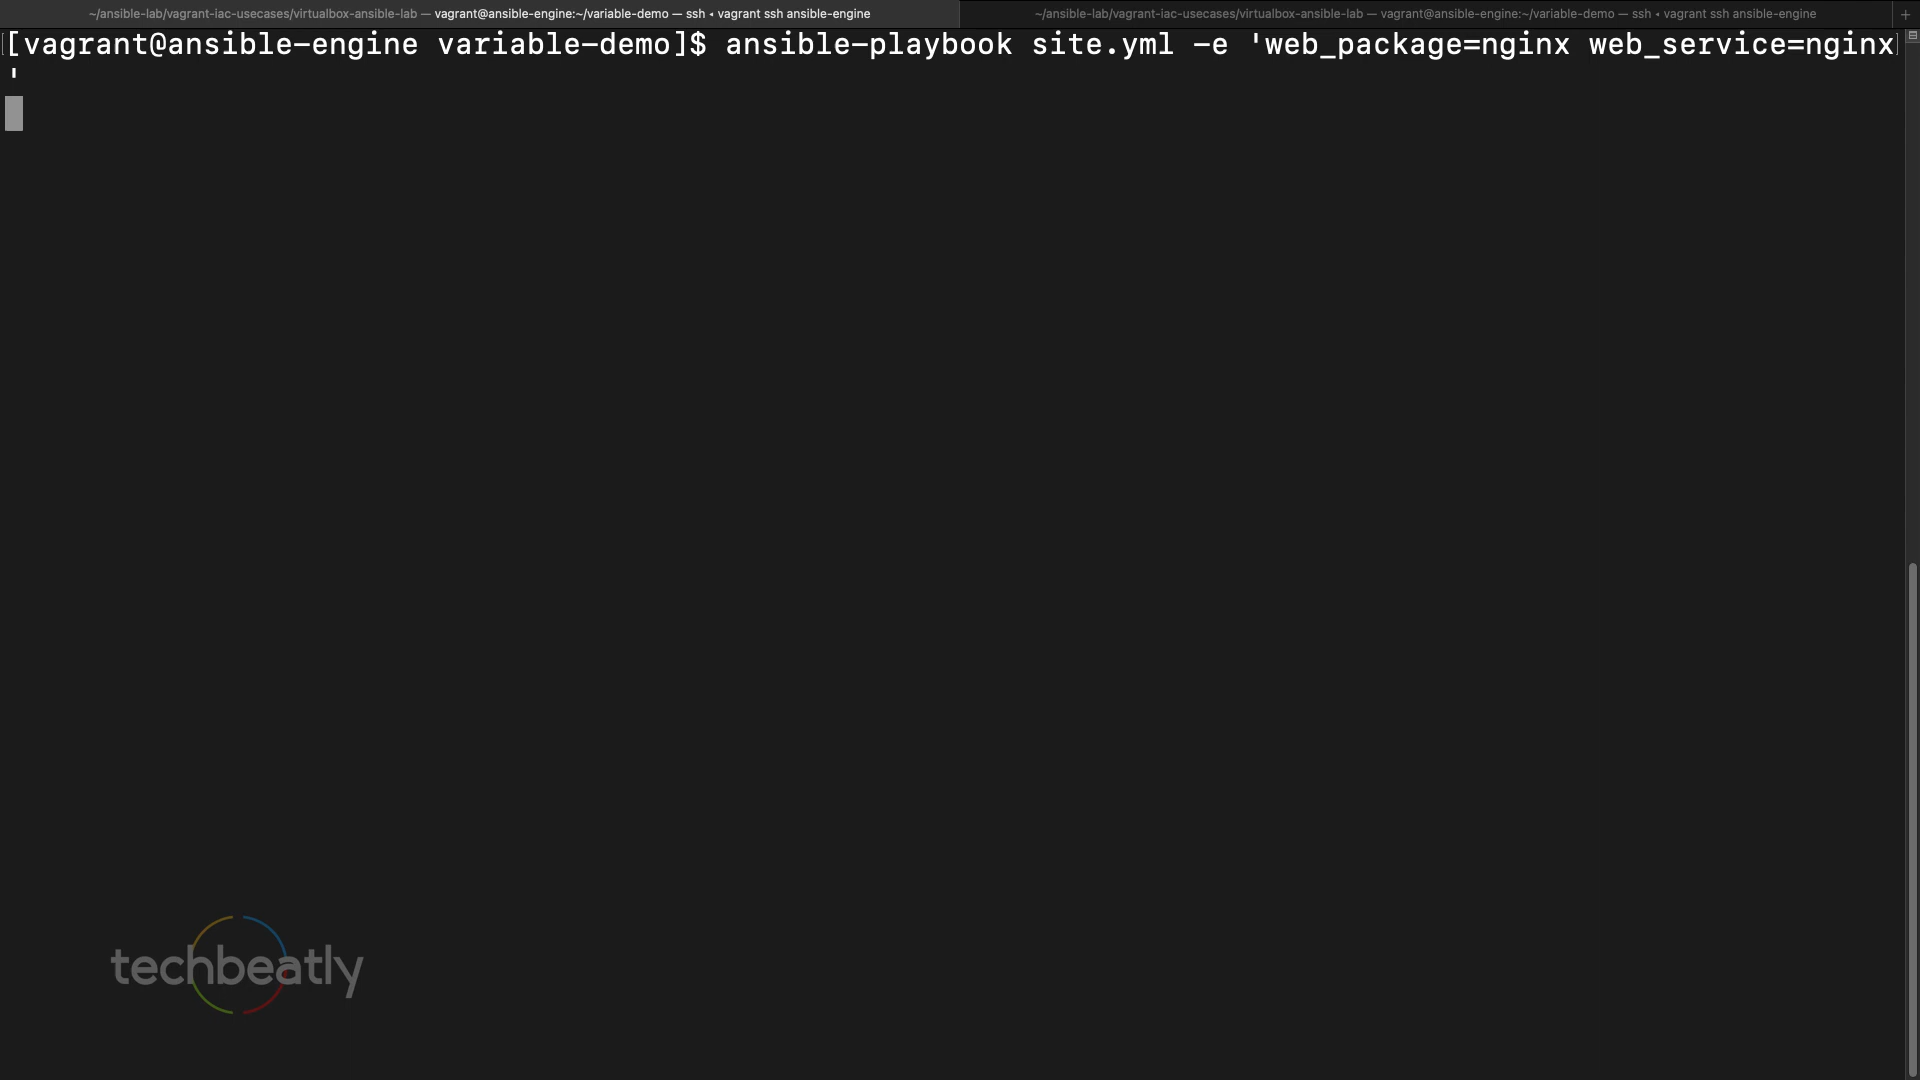 ~/ansible-lab/vagrant-iac-usecases/virtualbox-ansible-lab — vagrant@ansible-engine:~/variable-demo — ssh ◂ vagrant ssh ansible-engine
~/ansible-lab/vagrant-iac-usecases/virtualbox-ansible-lab — vagrant@ansible-engine:~/variable-demo — ssh ◂ vagrant ssh ansible-engine
[vagrant@ansible-engine variable-demo]$ ansible-playbook site.yml -e 'web_package=nginx web_service=nginx
'
techbeatly